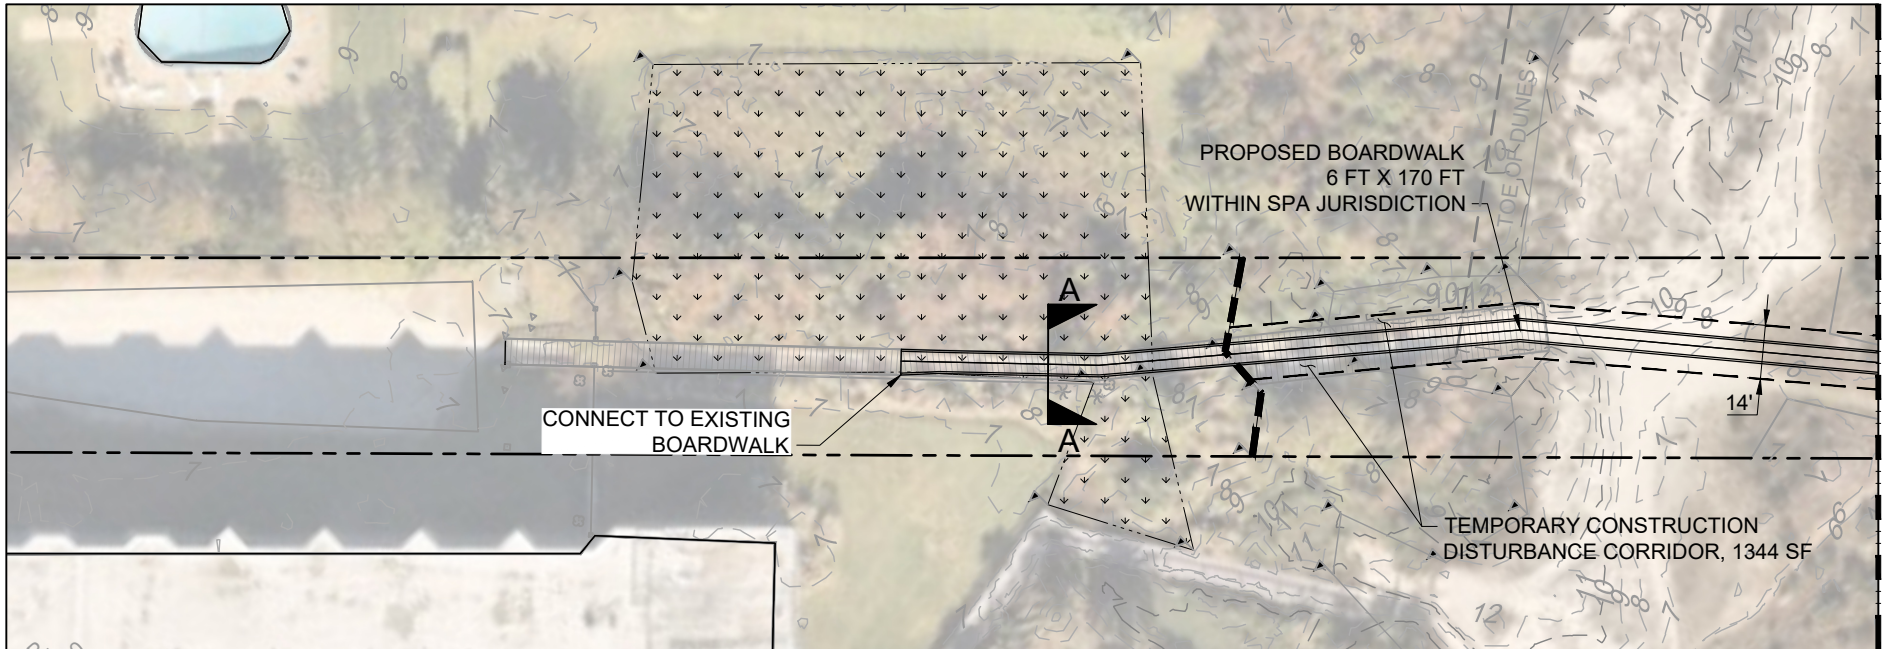 PROPOSED BOARDWALK
6 FT X 170 FT
WITHIN SPA JURISDICTION
TOE OF DUNES
A
A
CONNECT TO EXISTING
BOARDWALK
14'
TEMPORARY CONSTRUCTION
DISTURBANCE CORRIDOR, 1344 SF
12